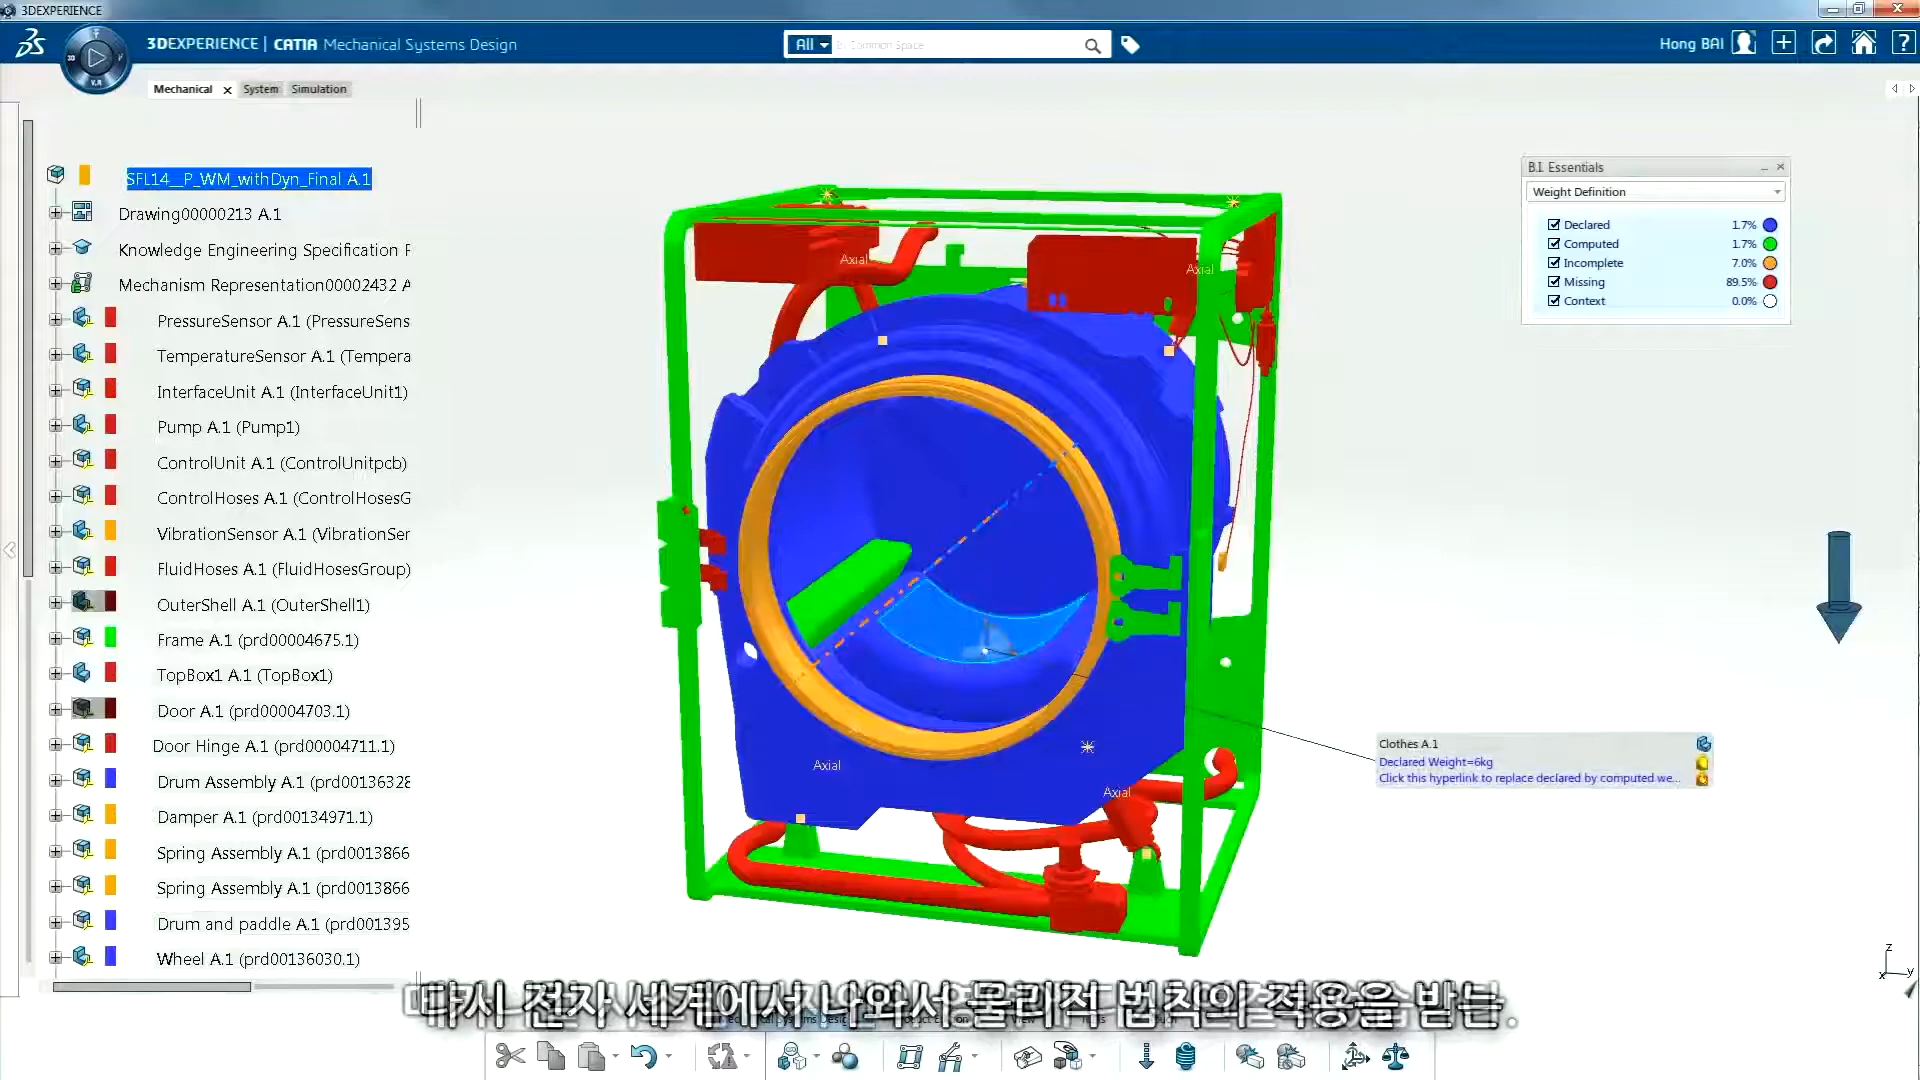 3DEXPERIENCE
3DEXPERIENCE | CATIA Mechanical Systems Design
All
in Common Space
Hong BAI
Mechanical
System
Simulation
SFL14__P_WM_withDyn_Final A.1
Drawing00000213 A.1
Knowledge Engineering Specification F
Mechanism Representation00002432 A
PressureSensor A.1 (PressureSens
TemperatureSensor A.1 (Tempera
InterfaceUnit A.1 (InterfaceUnit1)
Pump A.1 (Pump1)
ControlUnit A.1 (ControlUnitpcb)
ControlHoses A.1 (ControlHosesG
VibrationSensor A.1 (VibrationSer
FluidHoses A.1 (FluidHosesGroup)
OuterShell A.1 (OuterShell1)
Frame A.1 (prd00004675.1)
TopBox1 A.1 (TopBox1)
Door A.1 (prd00004703.1)
Door Hinge A.1 (prd00004711.1)
Drum Assembly A.1 (prd00136328
Damper A.1 (prd00134971.1)
Spring Assembly A.1 (prd0013866
Spring Assembly A.1 (prd0013866
Drum and paddle A.1 (prd001395
Wheel A.1 (prd00136030.1)
Axial
Axial
Axial
Axial
B.I. Essentials
Weight Definition
Declared 1.7%
Computed 1.7%
Incomplete 7.0%
Missing 89.5%
Context 0.0%
Clothes A.1
Declared Weight=6kg
Click this hyperlink to replace declared by computed we...
z
y
x
다시 전자 세계에서 나와서 물리적 법칙의 적용을 받는.